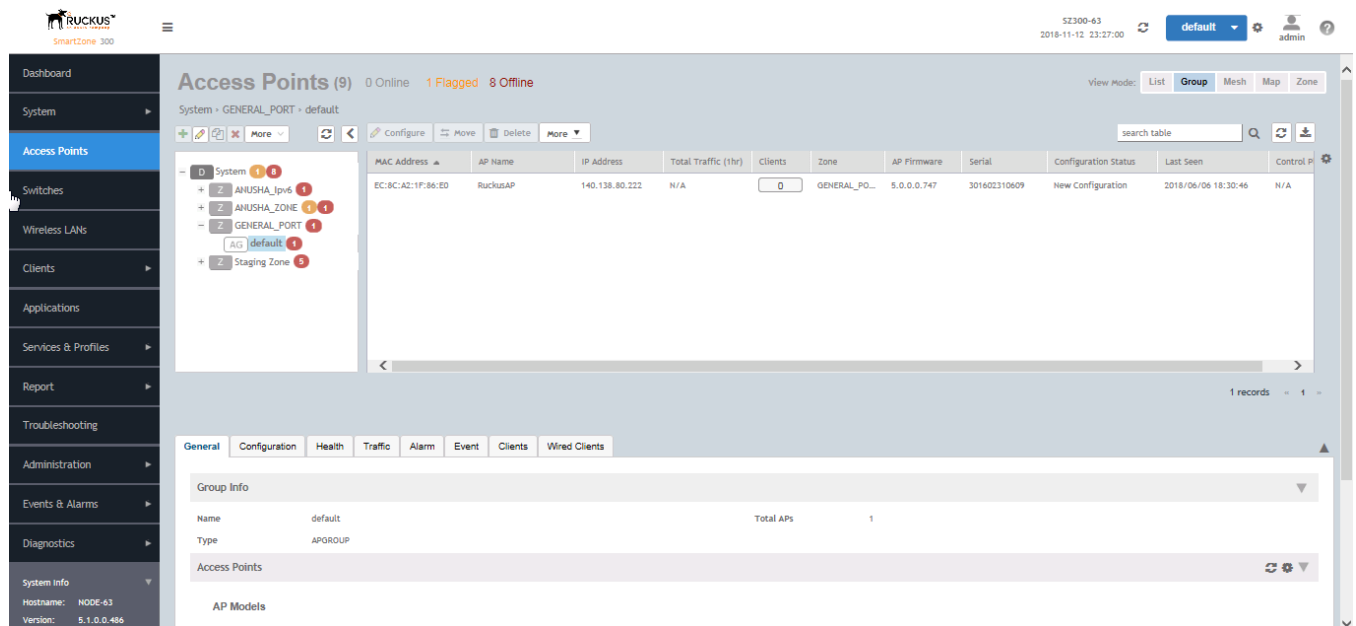 RUCKUS™
SmartZone 300
SZ300-63
2018-11-12 23:27:00
default
admin
Dashboard
System
Access Points
Switches
Wireless LANs
Clients
Applications
Services & Profiles
Report
Troubleshooting
Administration
Events & Alarms
Diagnostics
System Info
Hostname: NODE-63
Version: 5.1.0.0.486
Access Points (9) 0 Online 1 Flagged 8 Offline
View Mode: List Group Mesh Map Zone
System › GENERAL_PORT › default
More
Configure Move Delete More
search table
D System 1 8
Z ANUSHA_Ipv6 1
Z ANUSHA_ZONE 1 1
Z GENERAL_PORT 1
AG default 1
Z Staging Zone 5
MAC Address AP Name IP Address Total Traffic (1hr) Clients Zone AP Firmware Serial Configuration Status Last Seen Control P
EC:8C:A2:1F:86:E0 RuckusAP 140.138.80.222 N/A 0 GENERAL_PO... 5.0.0.0.747 301602310609 New Configuration 2018/06/06 18:30:46 N/A
1 records « 1 »
General Configuration Health Traffic Alarm Event Clients Wired Clients
Group Info
Name default Total APs 1
Type APGROUP
Access Points
AP Models